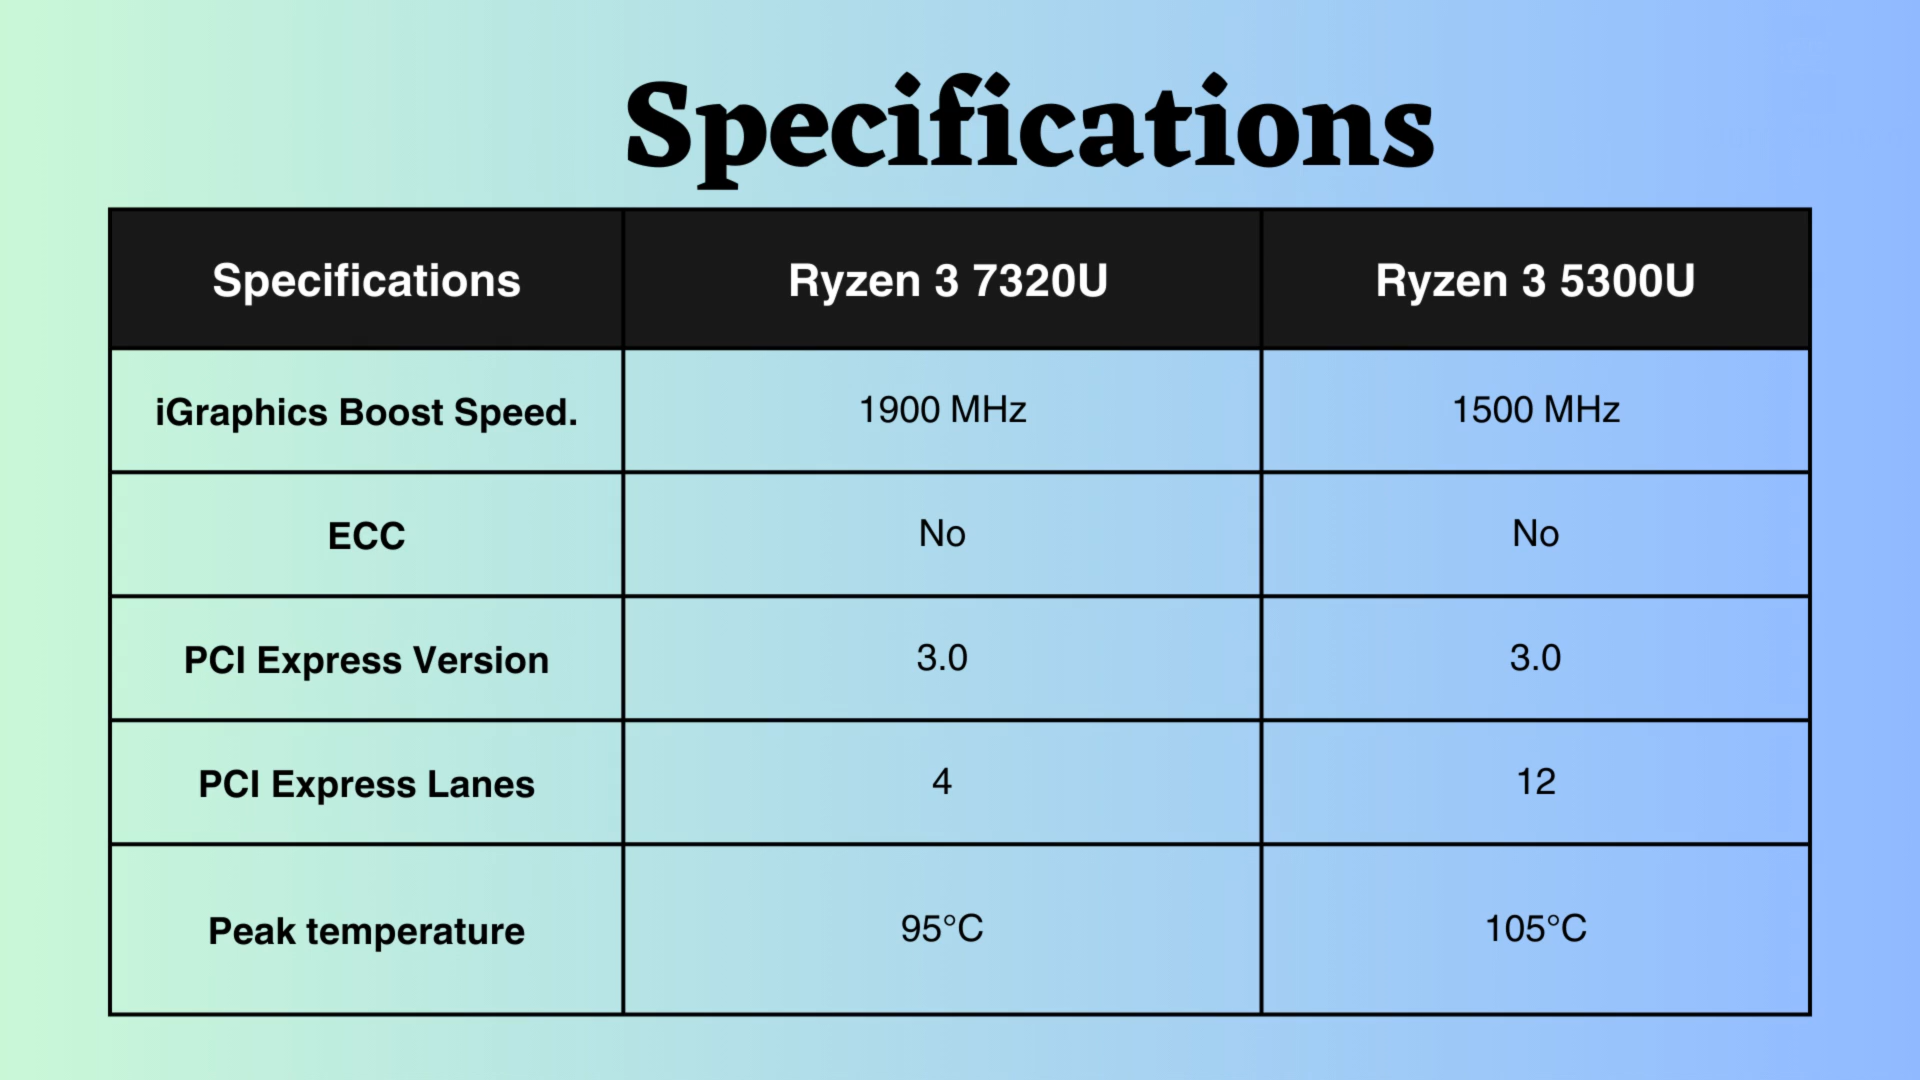 Specifications
Specifications Ryzen 3 7320U Ryzen 3 5300U
iGraphics Boost Speed. 1900 MHz 1500 MHz
ECC No No
PCI Express Version 3.0 3.0
PCI Express Lanes 4 12
Peak temperature 95°C 105°C